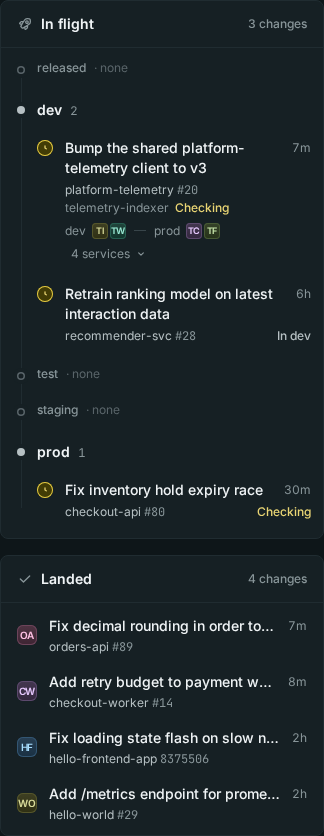 In flight 3 changes
released · none
dev 2
Bump the shared platform- 7m
telemetry client to v3
platform-telemetry #20
telemetry-indexer Checking
dev TI TW — prod TC TF
4 services
Retrain ranking model on latest 6h
interaction data
recommender-svc #28 In dev
test · none
staging · none
prod 1
Fix inventory hold expiry race 30m
checkout-api #80 Checking
Landed 4 changes
OA Fix decimal rounding in order to... 7m
orders-api #89
CW Add retry budget to payment w... 8m
checkout-worker #14
HF Fix loading state flash on slow n... 2h
hello-frontend-app 8375506
WO Add /metrics endpoint for prome... 2h
hello-world #29